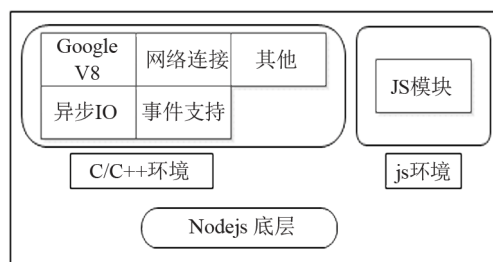 Google
V8
网络连接
其他
异步IO
事件支持
JS模块
C/C++环境
js环境
Nodejs 底层